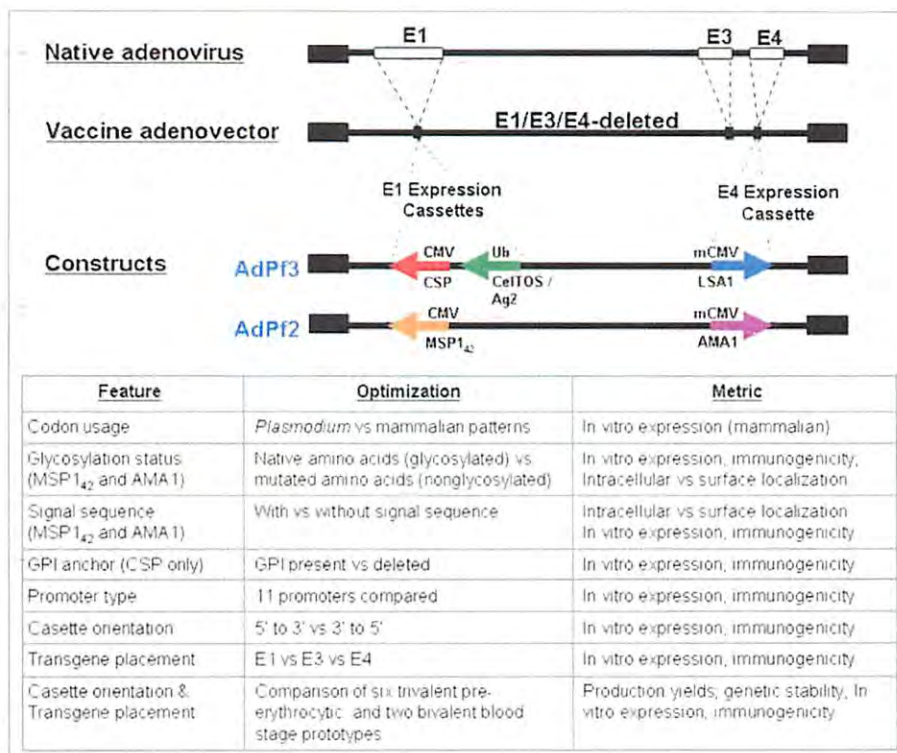 E1
E3
E4
Native adenovirus
E1/E3/E4-deleted
Vaccine adenovector
E1 Expression
Cassettes
E4 Expression
Cassette
CMV
Ub
mCMV
Constructs
AdPf3
CSP
CelTOS /
Ag2
LSA1
CMV
mCMV
AdPf2
MSP1₄₂
AMA1
Feature Optimization Metric
Codon usage Plasmodium vs mammalian patterns In vitro expression (mammalian)
Glycosylation status Native amino acids (glycosylated) vs In vitro expression, immunogenicity,
(MSP1₄₂ and AMA1) mutated amino acids (nonglycosylated) Intracellular vs surface localization
Signal sequence With vs without signal sequence Intracellular vs surface localization
(MSP1₄₂ and AMA1) In vitro expression, immunogenicity
GPI anchor (CSP only) GPI present vs deleted In vitro expression, immunogenicity
Promoter type 11 promoters compared In vitro expression, immunogenicity
Casette orientation 5' to 3' vs 3' to 5' In vitro expression, immunogenicity
Transgene placement E1 vs E3 vs E4 In vitro expression, immunogenicity
Casette orientation & Comparison of six trivalent pre- Production yields, genetic stability, In
Transgene placement erythrocytic and two bivalent blood vitro expression, immunogenicity
stage prototypes